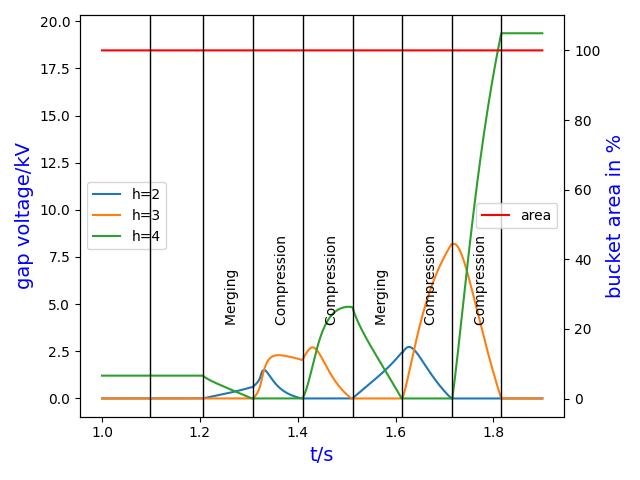 20.0
17.5
15.0
12.5
10.0
7.5
5.0
2.5
0.0
gap voltage/kV
h=2
h=3
h=4
area
Merging
Compression
Compression
Merging
Compression
Compression
100
80
60
40
20
0
bucket area in %
1.0 1.2 1.4 1.6 1.8
t/s